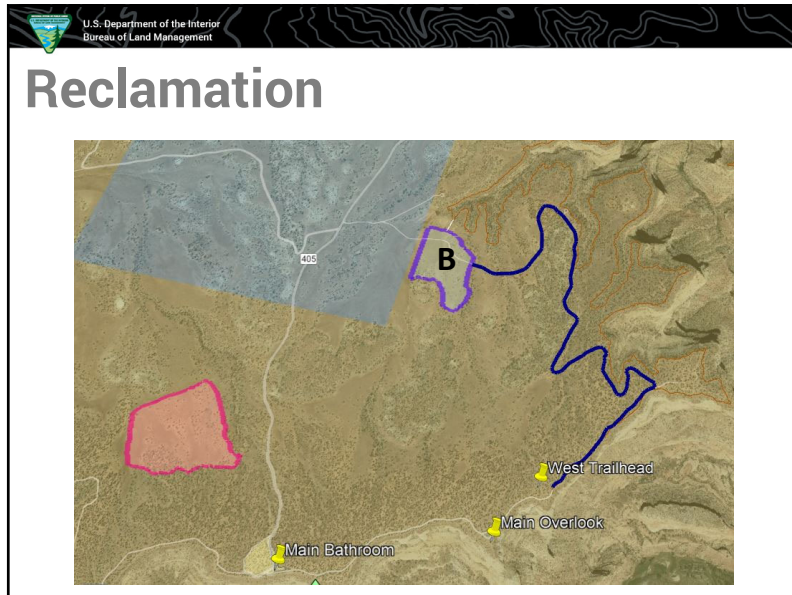 U.S. Department of the Interior
Bureau of Land Management
Reclamation
B
405
West Trailhead
Main Overlook
Main Bathroom